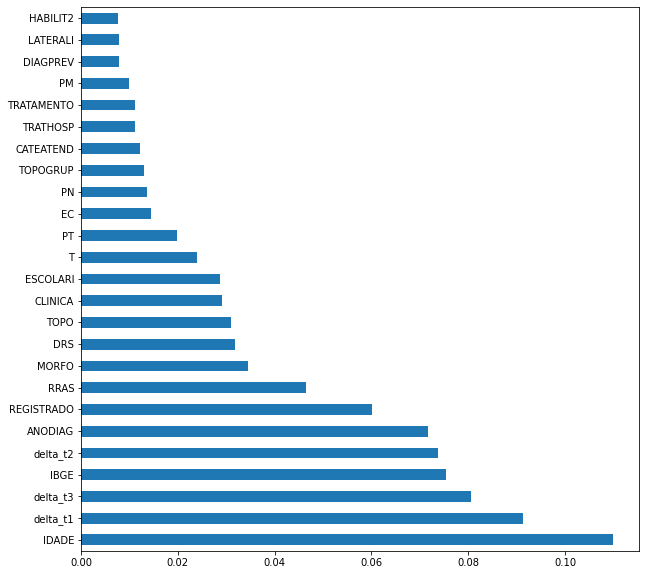 HABILIT2
LATERALI
DIAGPREV
PM
TRATAMENTO
TRATHOSP
CATEATEND
TOPOGRUP
PN
EC
PT
T
ESCOLARI
CLINICA
TOPO
DRS
MORFO
RRAS
REGISTRADO
ANODIAG
delta_t2
IBGE
delta_t3
delta_t1
IDADE
0.00 0.02 0.04 0.06 0.08 0.10